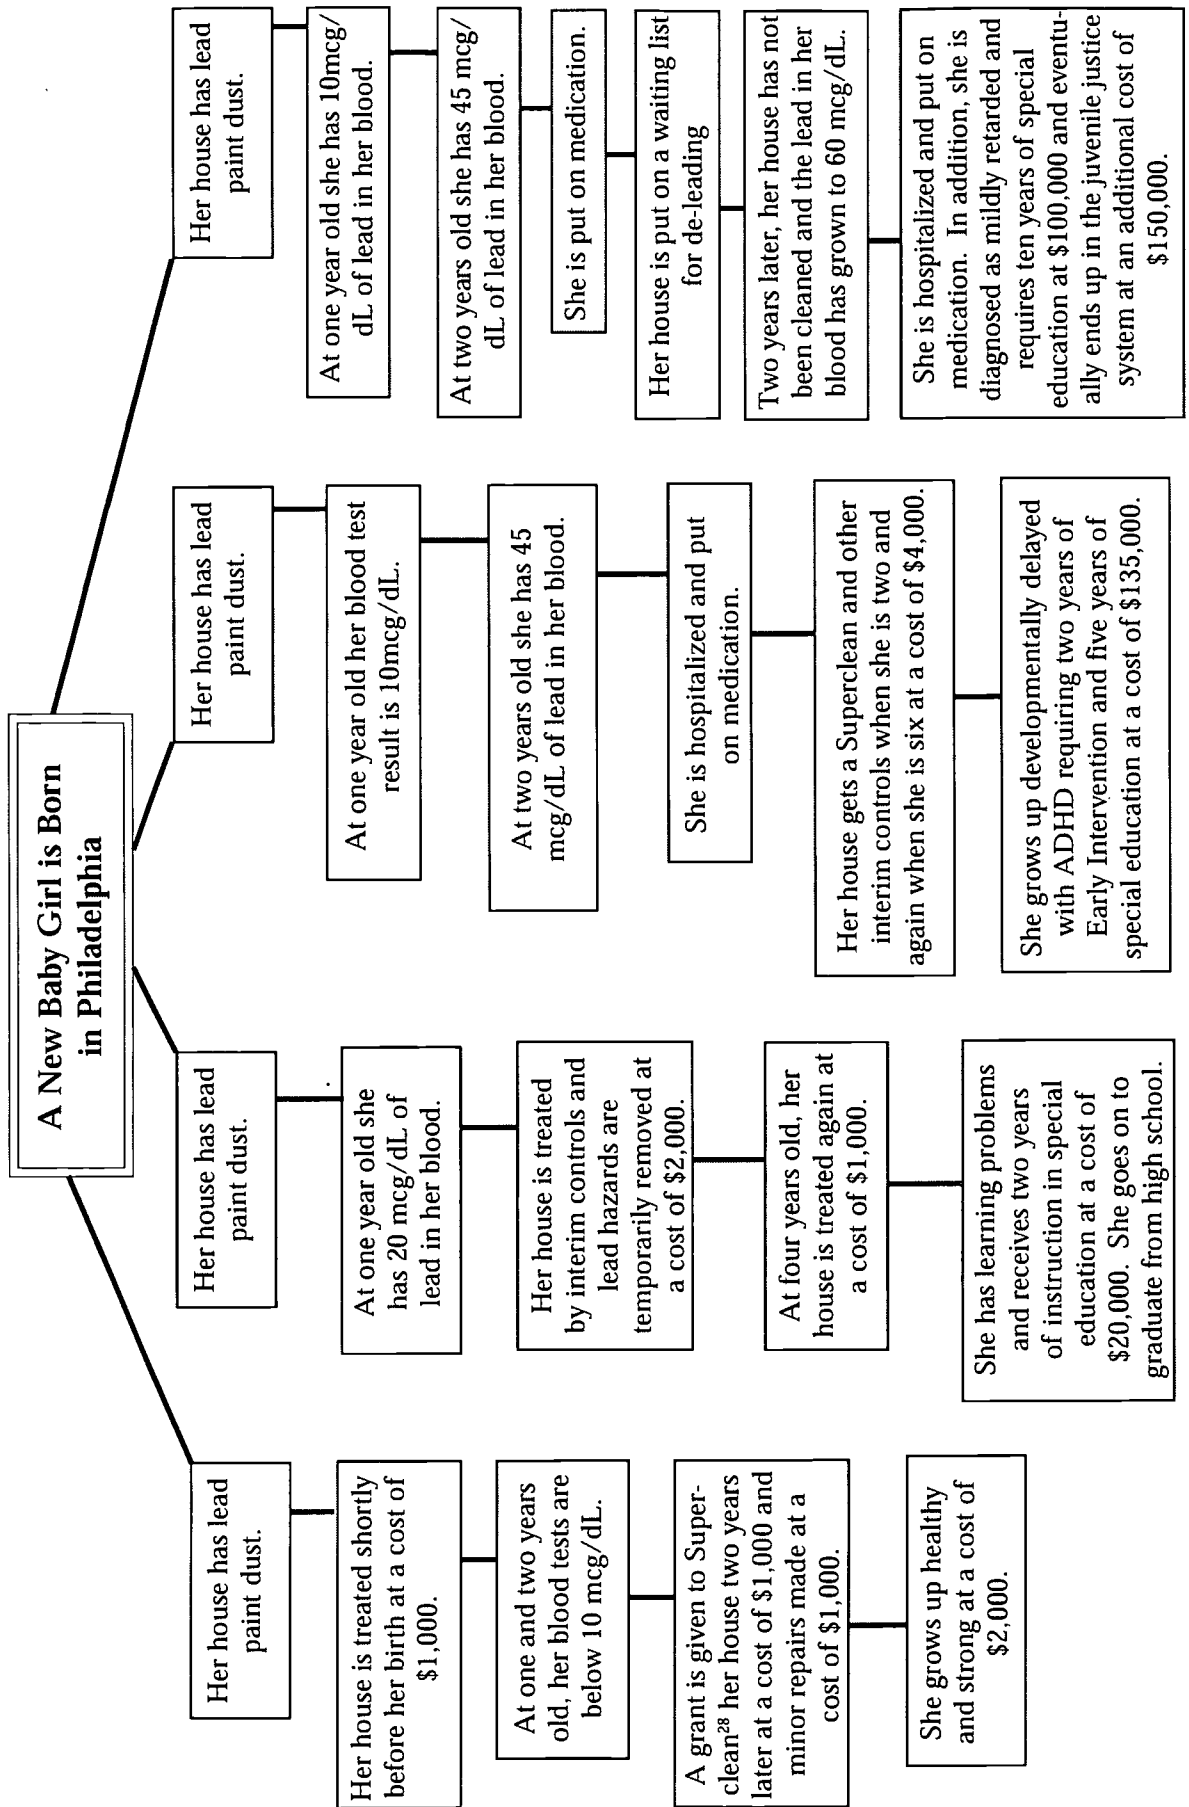 A New Baby Girl is Born
in Philadelphia
Her house has lead
paint dust.
Her house is treated shortly
before her birth at a cost of
$1,000.
At one and two years
old, her blood tests are
below 10 mcg/dL.
A grant is given to Super-
clean²⁸ her house two years
later at a cost of $1,000 and
minor repairs made at a
cost of $1,000.
She grows up healthy
and strong at a cost of
$2,000.
Her house has lead
paint dust.
At one year old she
has 20 mcg/dL of
lead in her blood.
Her house is treated
by interim controls and
lead hazards are
temporarily removed at
a cost of $2,000.
At four years old, her
house is treated again at
a cost of $1,000.
She has learning problems
and receives two years
of instruction in special
education at a cost of
$20,000. She goes on to
graduate from high school.
Her house has lead
paint dust.
At one year old her blood test
result is 10mcg/dL.
At two years old she has 45
mcg/dL of lead in her blood.
She is hospitalized and put
on medication.
Her house gets a Superclean and other
interim controls when she is two and
again when she is six at a cost of $4,000.
She grows up developmentally delayed
with ADHD requiring two years of
Early Intervention and five years of
special education at a cost of $135,000.
Her house has lead
paint dust.
At one year old she has 10mcg/
dL of lead in her blood.
At two years old she has 45 mcg/
dL of lead in her blood.
She is put on medication.
Her house is put on a waiting list
for de-leading
Two years later, her house has not
been cleaned and the lead in her
blood has grown to 60 mcg/dL.
She is hospitalized and put on
medication. In addition, she is
diagnosed as mildly retarded and
requires ten years of special
education at $100,000 and eventu-
ally ends up in the juvenile justice
system at an additional cost of
$150,000.